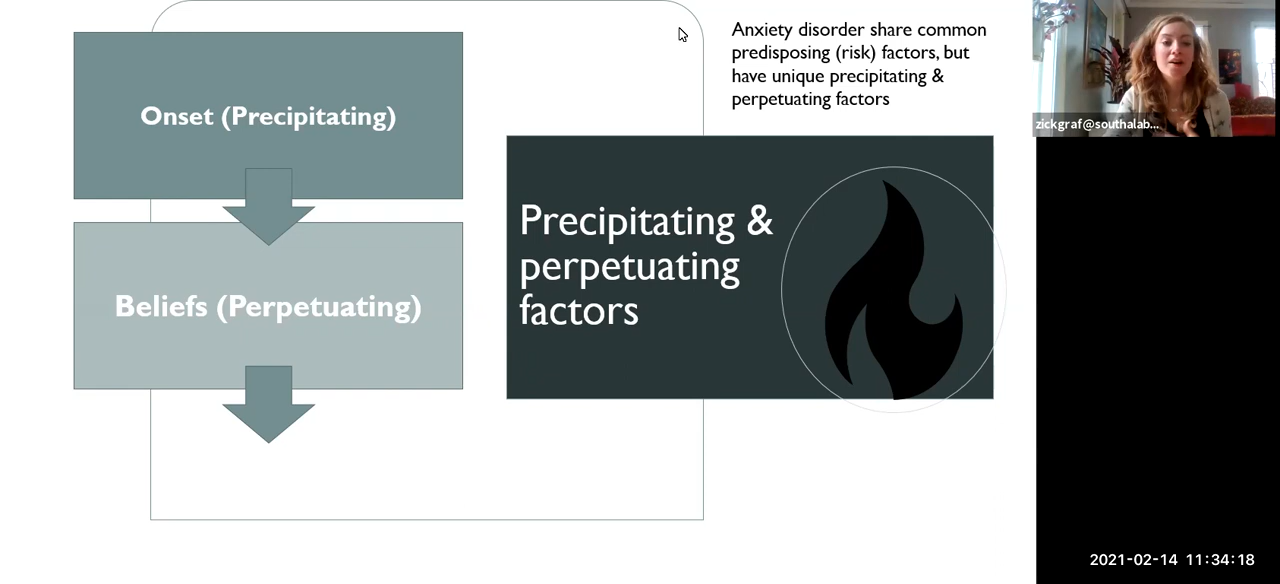 Onset (Precipitating)
Beliefs (Perpetuating)
Anxiety disorder share common
predisposing (risk) factors, but
have unique precipitating &
perpetuating factors
Precipitating &
perpetuating
factors
zickgraf@southalab...
2021-02-14 11:34:18